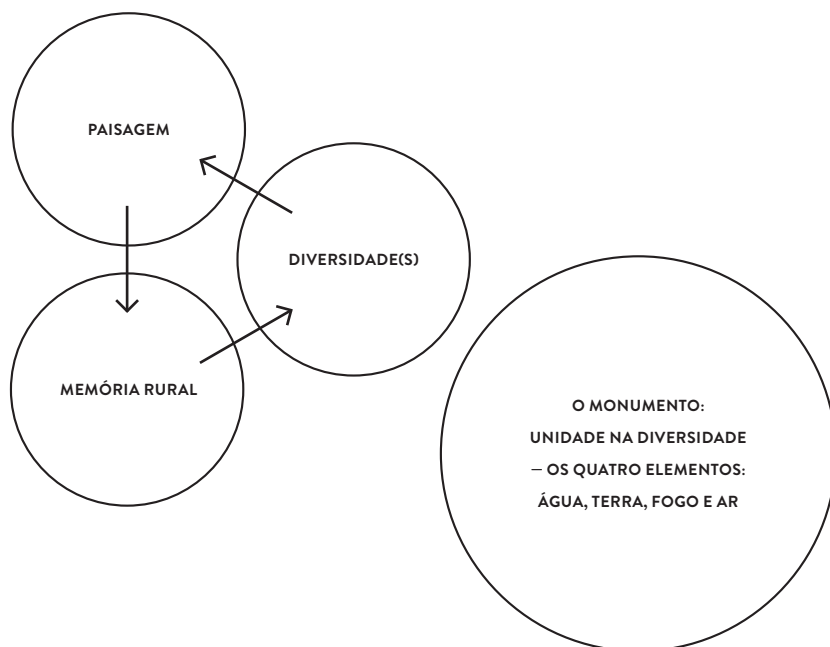 PAISAGEM
DIVERSIDADE(S)
MEMÓRIA RURAL
O MONUMENTO:
UNIDADE NA DIVERSIDADE
– OS QUATRO ELEMENTOS:
ÁGUA, TERRA, FOGO E AR